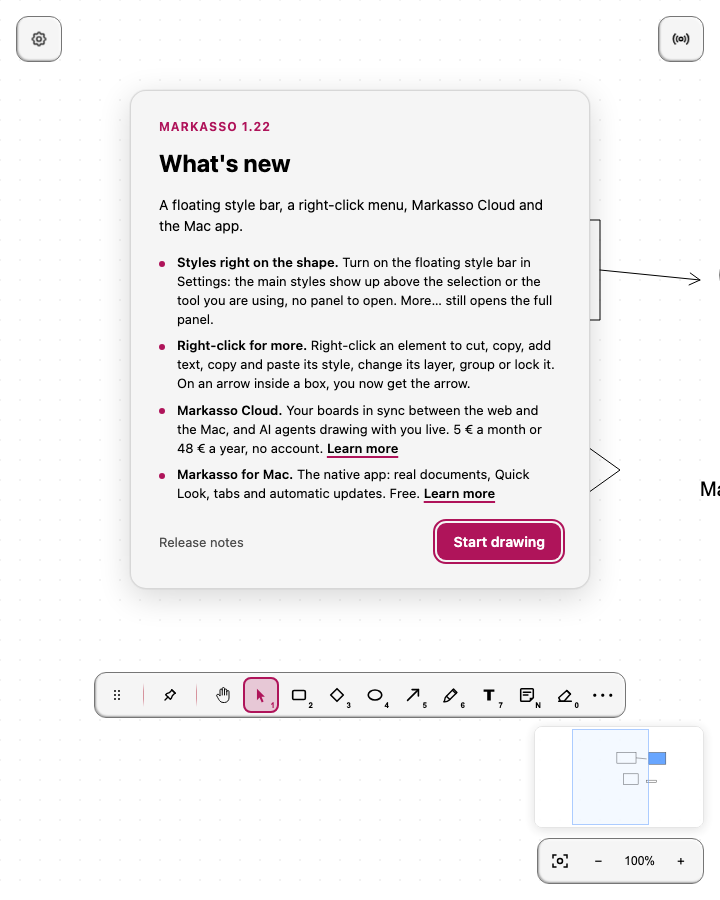 MARKASSO 1.22
What's new
A floating style bar, a right-click menu, Markasso Cloud and
the Mac app.
Styles right on the shape. Turn on the floating style bar in
Settings: the main styles show up above the selection or the
tool you are using, no panel to open. More… still opens the full
panel.
Right-click for more. Right-click an element to cut, copy, add
text, copy and paste its style, change its layer, group or lock it.
On an arrow inside a box, you now get the arrow.
Markasso Cloud. Your boards in sync between the web and
the Mac, and AI agents drawing with you live. 5 € a month or
48 € a year, no account. Learn more
Markasso for Mac. The native app: real documents, Quick
Look, tabs and automatic updates. Free. Learn more
Ma
Release notes
Start drawing
1 2 3 4 5 6 T 7 N 0
− 100% +